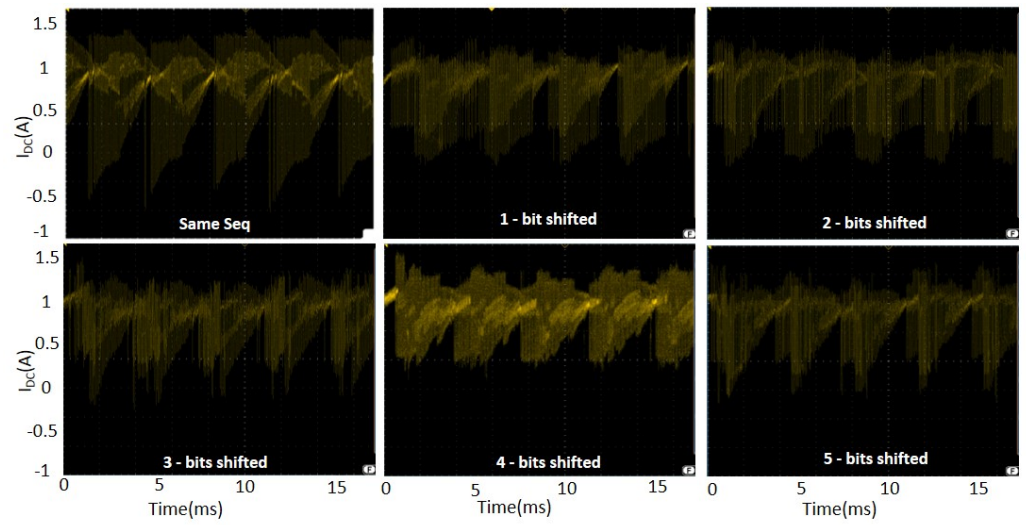 1.5
1
0.5
0
-0.5
-1
I_DC(A)
Same Seq
1 - bit shifted
F
2 - bits shifted
F
1.5
1
0.5
0
-0.5
-1
I_DC(A)
3 - bits shifted
F
4 - bits shifted
F
5 - bits shifted
F
0 5 10 15
Time(ms)
0 5 10 15
Time(ms)
0 5 10 15
Time(ms)